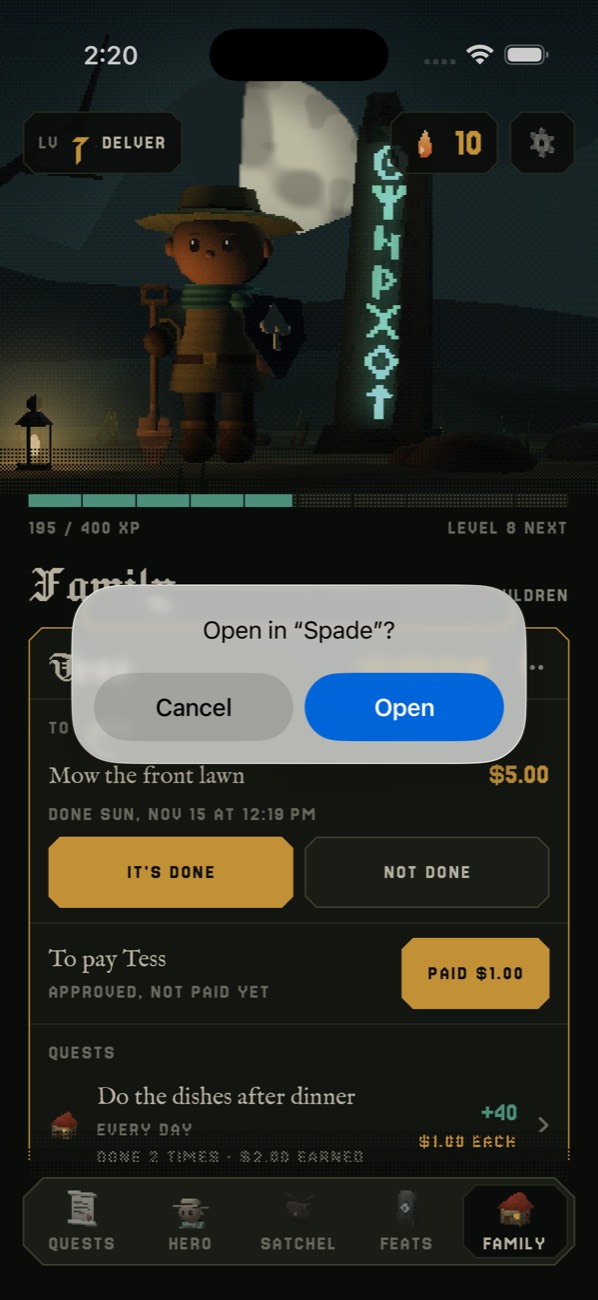 2:20
LV 7 DELVER
10
195 / 400 XP
LEVEL 8 NEXT
Family
Open in “Spade”?
Cancel
Open
TO
Mow the front lawn
$5.00
DONE SUN, NOV 15 AT 12:19 PM
IT'S DONE
NOT DONE
To pay Tess
PAID $1.00
APPROVED, NOT PAID YET
QUESTS
Do the dishes after dinner
+40
EVERY DAY
$1.00 EACH
DONE 2 TIMES · $2.00 EARNED
QUESTS
HERO
SATCHEL
FEATS
FAMILY